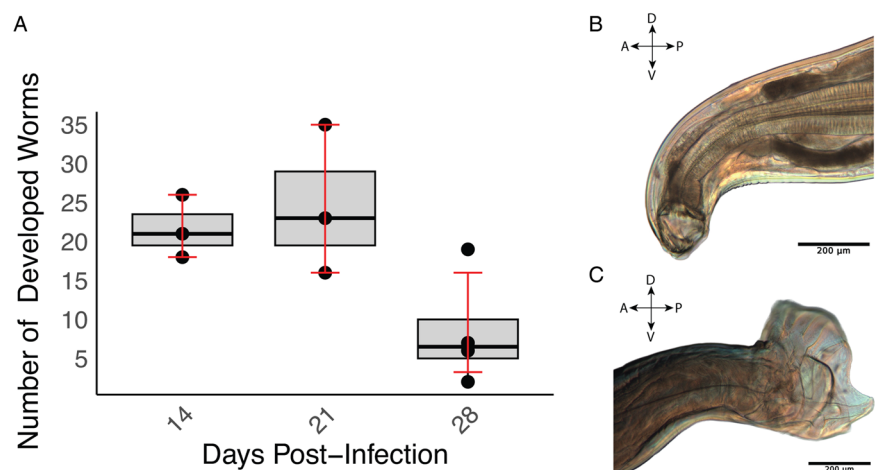 A
Number of Developed Worms
35
30
25
20
15
10
5
14
21
28
Days Post–Infection
B
D
A P
V
200 μm
C
D
A P
V
200 μm